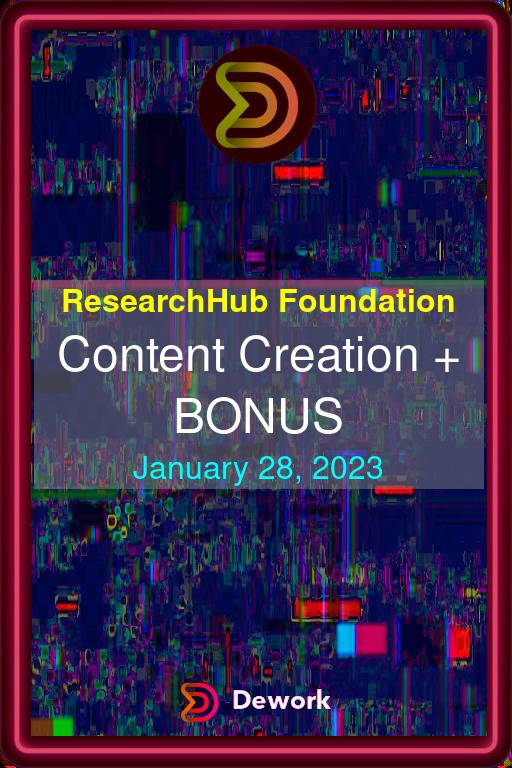 ResearchHub Foundation
Content Creation +
BONUS
January 28, 2023
Dework